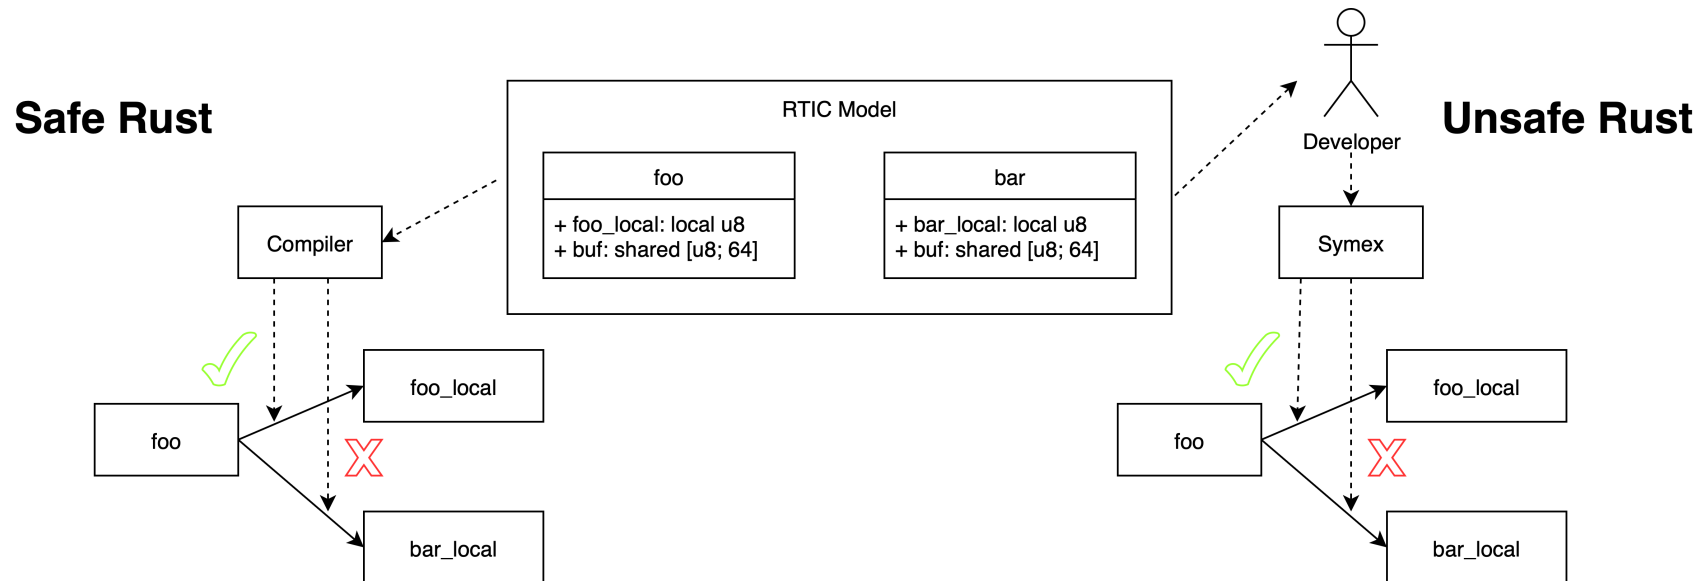 Safe Rust
RTIC Model
foo
+ foo_local: local u8
+ buf: shared [u8; 64]
bar
+ bar_local: local u8
+ buf: shared [u8; 64]
Developer
Unsafe Rust
Compiler
foo
foo_local
X
bar_local
Symex
foo
foo_local
X
bar_local